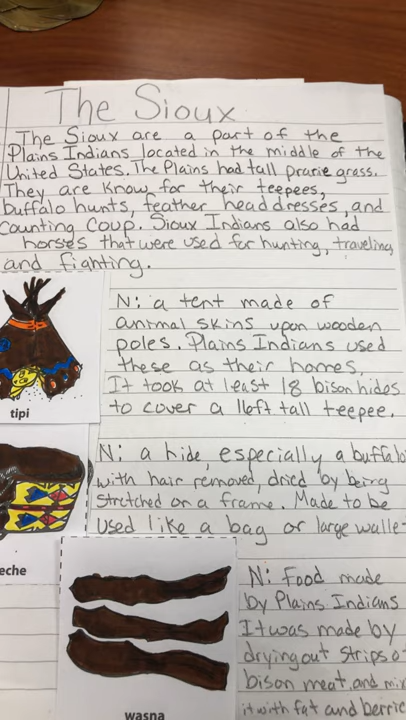 The Sioux
The Sioux are a part of the
Plains Indians located in the middle of the
United States. The Plains had tall prarie grass.
They are know for their teepees,
buffalo hunts, feather headdresses, and
counting coup. Sioux Indians also had
horses that were used for hunting, traveling
and fighting.
N: a tent made of
animal skins upon wooden
poles. Plains Indians used
these as their homes.
It took at least 18 bison hides
to cover a 11 ft tall teepee.
tipi
N: a hide, especially a buffalo
with hair removed, dried by being
stretched on a frame. Made to be
used like a bag or large walle
eche
N: Food made
by Plains Indians
It was made by
drying out strips o
bison meat and mix
it with fat and berrie
wasna